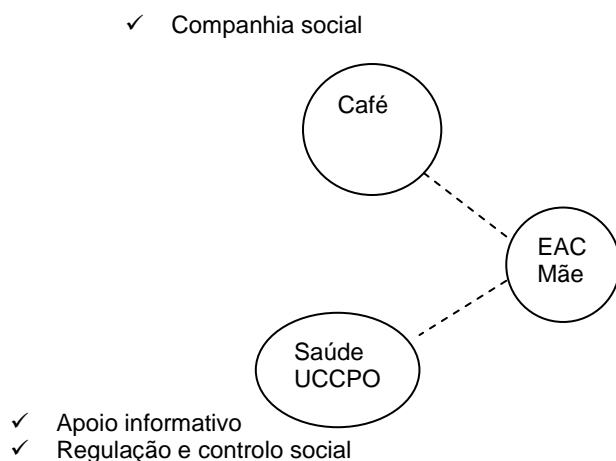 ✓ Companhia social
Café
EAC
Mãe
Saúde
UCCPO
✓ Apoio informativo
✓ Regulação e controlo social